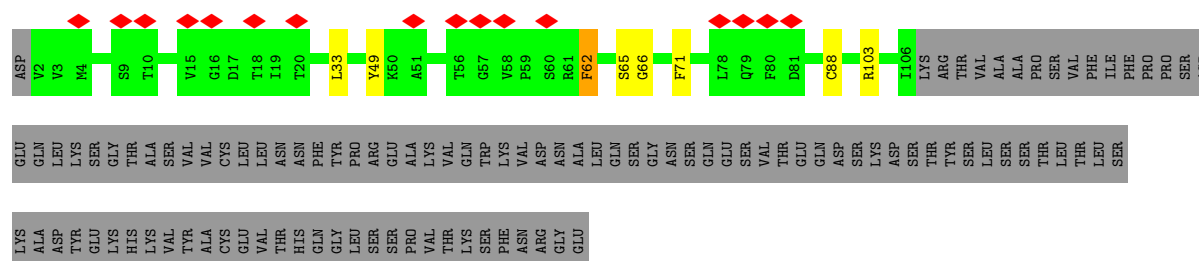 ASP V2 V3 M4 S9 T10 V15 G16 D17 T18 I19 T20 L33 Y49 K50 A51 T56 G57 V58 P59 S60 R61 F62 S65 G66 F71 L78 Q79 F80 D81 C88 R103 I106 LYS ARG THR VAL ALA ALA PRO SER VAL PHE ILE PHE PRO PRO SER
GLU GLN LEU LYS SER GLY THR ALA SER VAL VAL CYS LEU LEU ASN ASN PHE TYR PRO ARG GLU ALA LYS VAL GLN TRP LYS VAL ASP ASN ALA LEU GLN SER GLY ASN SER GLN GLU SER VAL THR GLU GLN ASP SER LYS ASP SER THR TYR SER LEU SER SER THR LEU THR LEU SER
LYS ALA ASP TYR GLU LYS HIS LYS VAL TYR ALA CYS GLU VAL THR HIS GLN GLY LEU SER SER PRO VAL THR LYS SER PHE ASN ARG GLY GLU